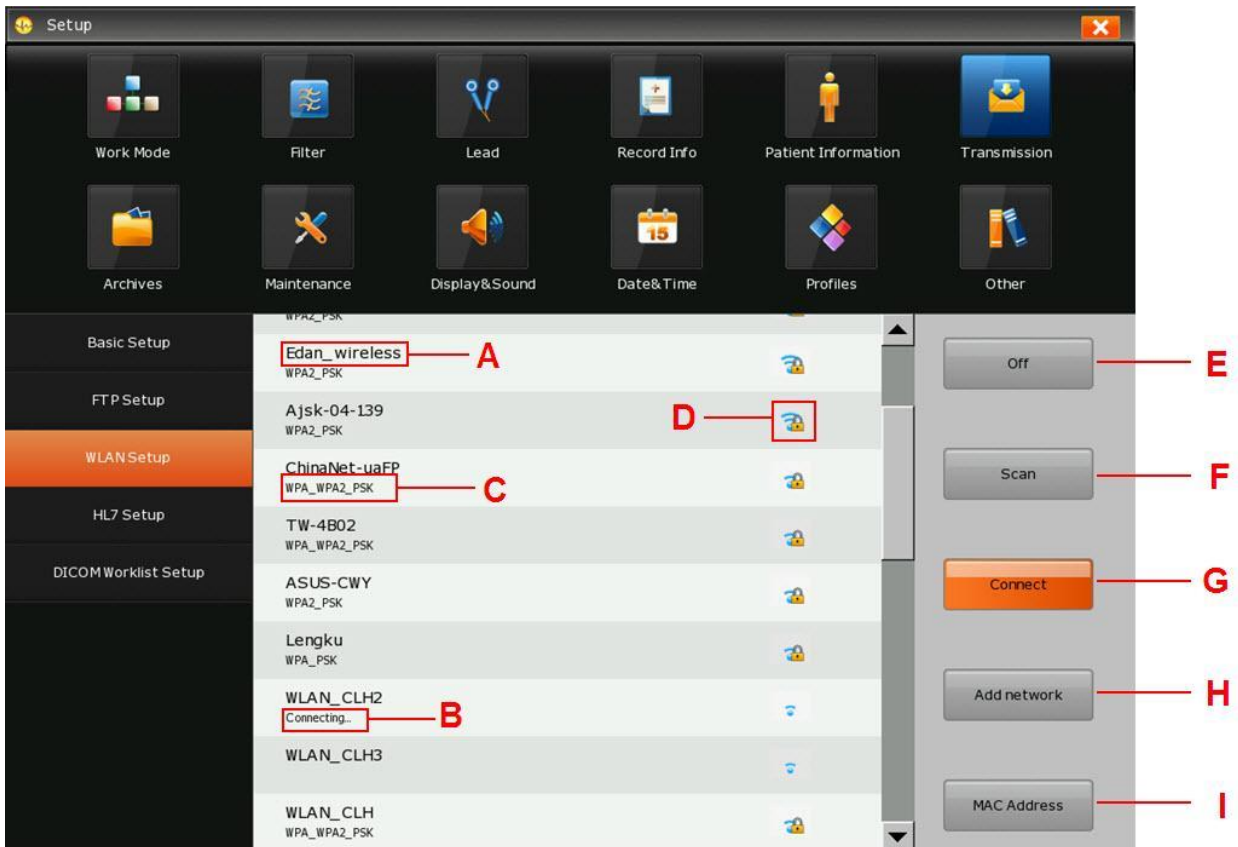 Setup
Work Mode
Filter
Lead
Record Info
Patient Information
Transmission
15
Archives
Maintenance
Display&Sound
Date&Time
Profiles
Other
Basic Setup
FTP Setup
WLAN Setup
HL7 Setup
DICOM Worklist Setup
WPA2_PSK
Edan_wireless
WPA2_PSK
A
Ajsk-04-139
WPA2_PSK
D
ChinaNet-uaFP
WPA_WPA2_PSK
C
TW-4B02
WPA_WPA2_PSK
ASUS-CWY
WPA2_PSK
Lengku
WPA_PSK
WLAN_CLH2
Connecting...
B
WLAN_CLH3
WLAN_CLH
WPA_WPA2_PSK
Off
E
Scan
F
Connect
G
Add network
H
MAC Address
I